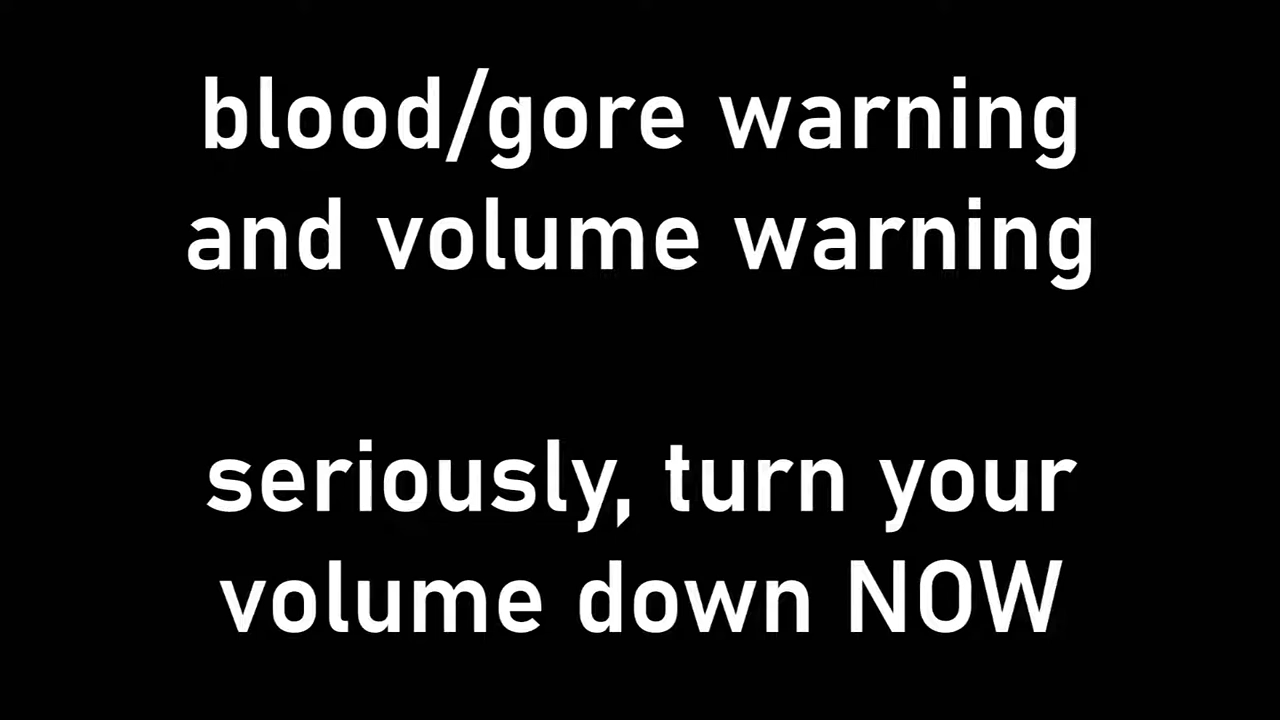 blood/gore warning
and volume warning
seriously, turn your
volume down NOW